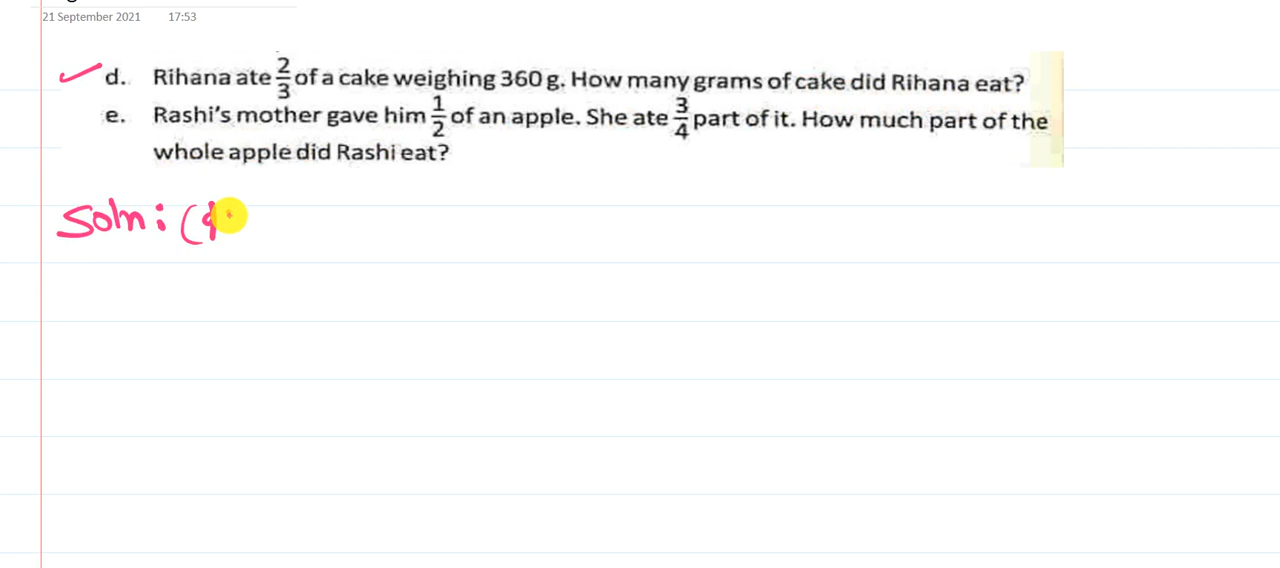 21 September 2021 17:53
d. Rihana ate 2/3 of a cake weighing 360 g. How many grams of cake did Rihana eat?
e. Rashi's mother gave him 1/2 of an apple. She ate 3/4 part of it. How much part of the
whole apple did Rashi eat?
Soln: (